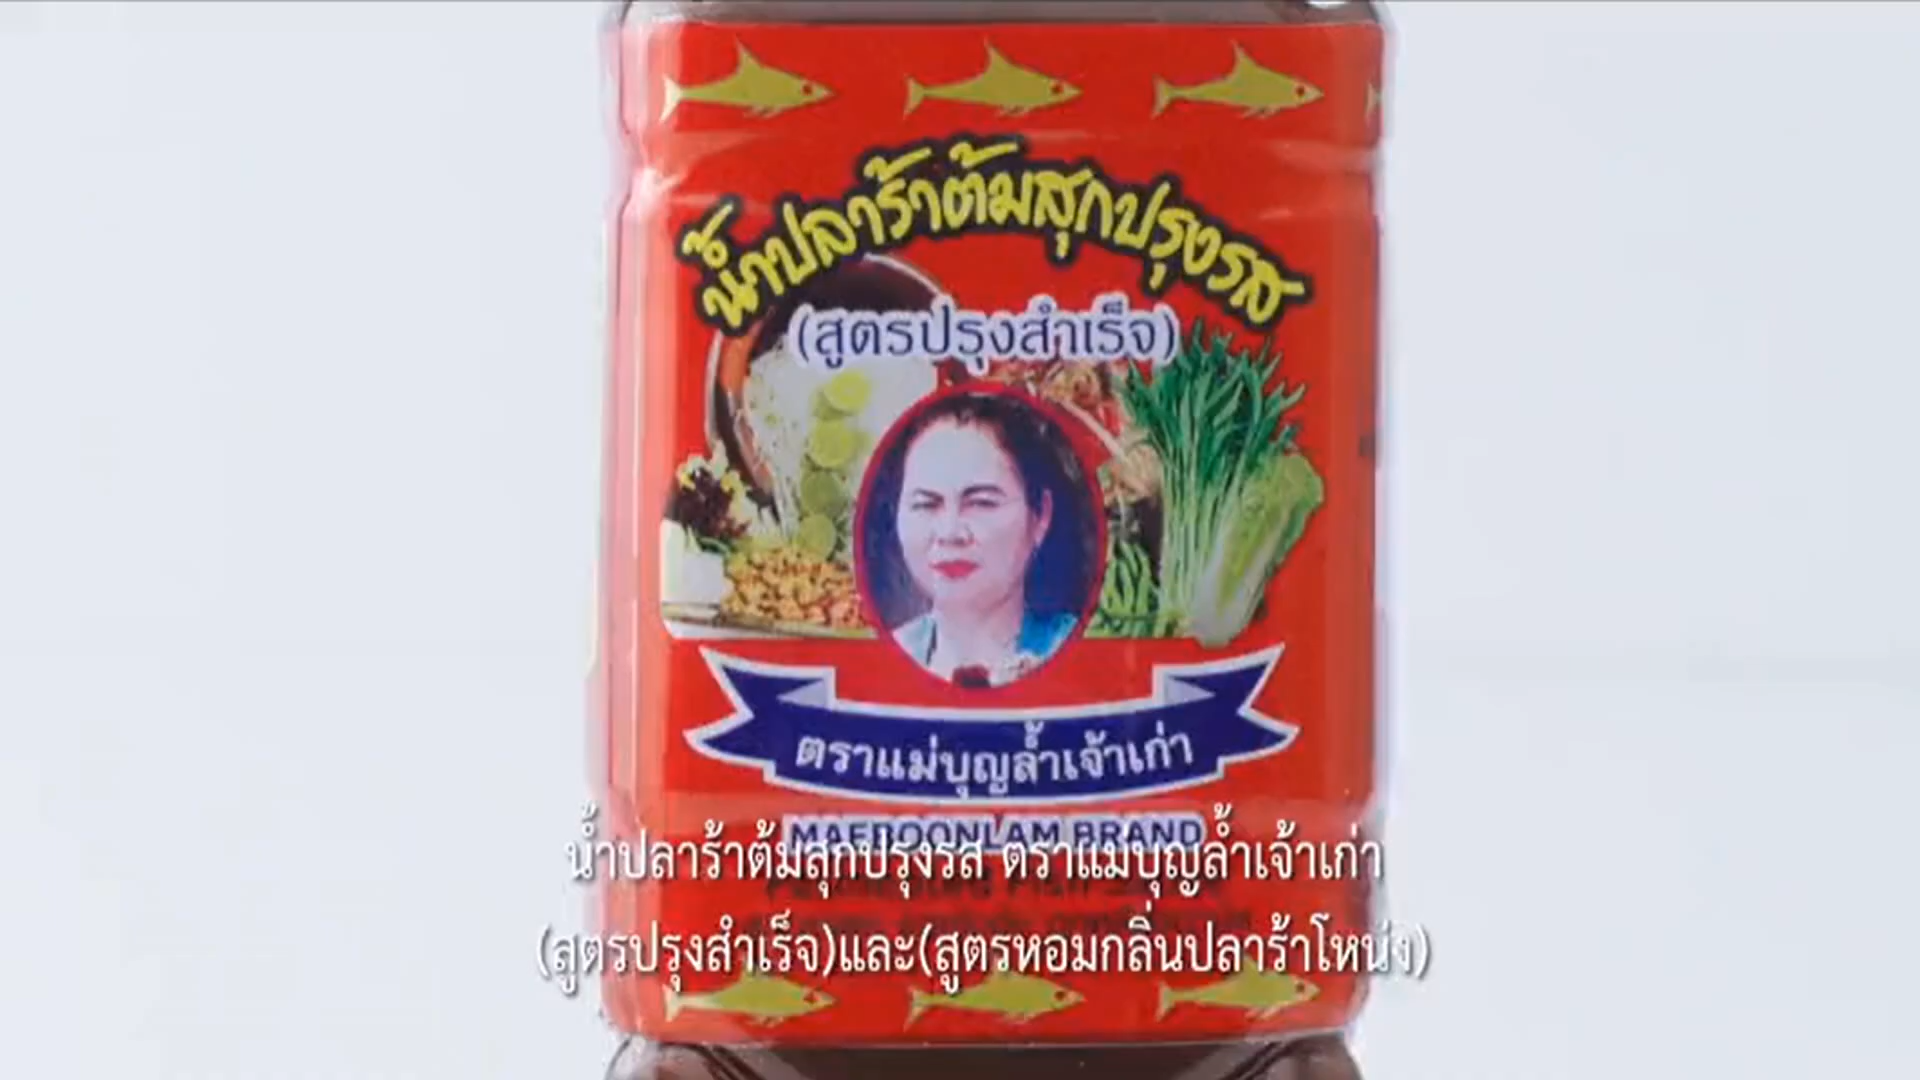 น้ำปลาร้าต้มสุกปรุงรส
(สูตรปรุงสำเร็จ)
ตราแม่บุญล้ำเจ้าเก่า
MAEBOONLAM BRAND
น้ำปลาร้าต้มสุกปรุงรส ตราแม่บุญล้ำเจ้าเก่า
(สูตรปรุงสำเร็จ)และ(สูตรหอมกลิ่นปลาร้าโหน่ง)